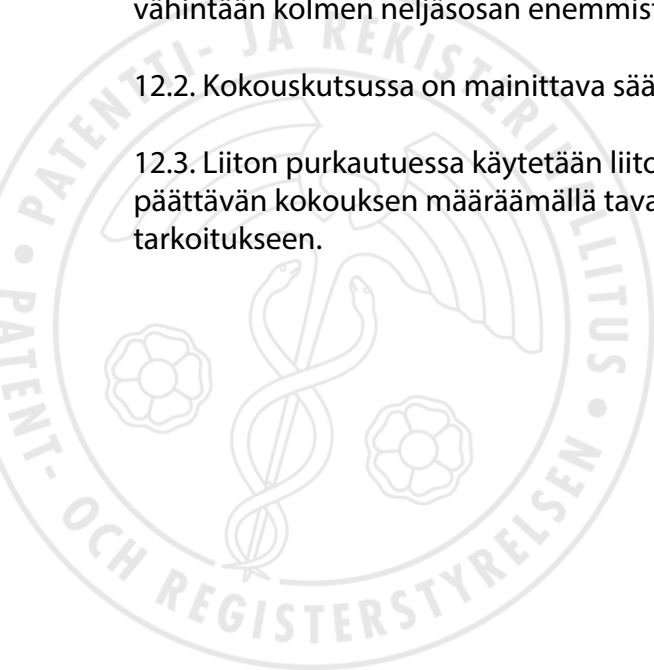 vähintään kolmen neljäsosan enemmist
12.2. Kokouskutsussa on mainittava sää
12.3. Liiton purkautuessa käytetään liito
päättävän kokouksen määräämällä tava
tarkoitukseen.
PATENTTI- JA REKISTERIHALLITUS
PATENT- OCH REGISTERSTYRELSEN